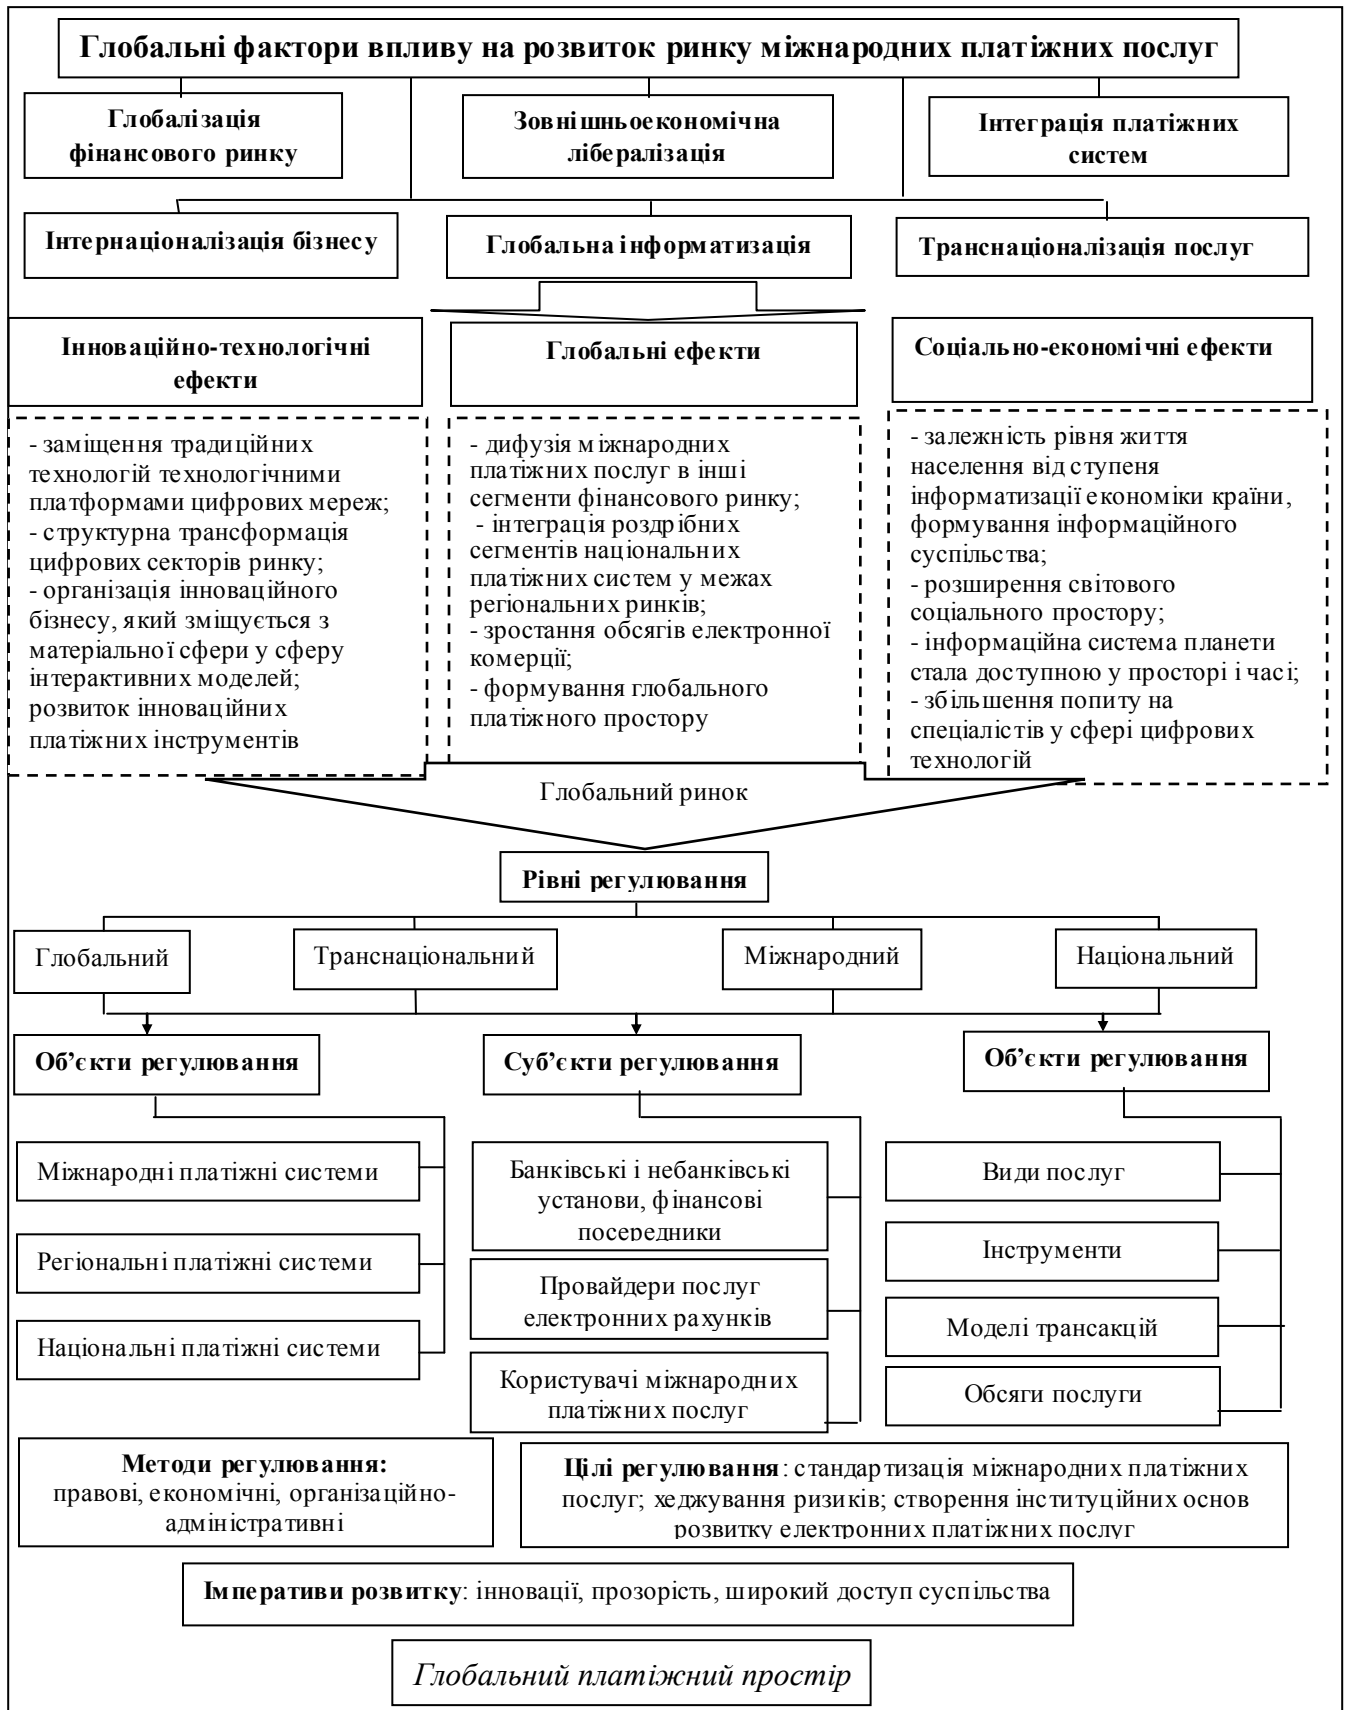 Глобальні фактори впливу на розвиток ринку міжнародних платіжних послуг
Глобалізація
фінансового ринку
Зовнішньоекономічна
лібералізація
Інтеграція платіжних
систем
Інтернаціоналізація бізнесу
Глобальна інформатизація
Транснаціоналізація послуг
Інноваційно-технологічні
ефекти
Глобальні ефекти
Соціально-економічні ефекти
- заміщення традиційних
технологій технологічними
платформами цифрових мереж;
- структурна трансформація
цифрових секторів ринку;
- організація інноваційного
бізнесу, який зміщується з
матеріальної сфери у сферу
інтерактивних моделей;
розвиток інноваційних
платіжних інструментів
- дифузія міжнародних
платіжних послуг в інші
сегменти фінансового ринку;
- інтеграція роздрібних
сегментів національних
платіжних систем у межах
регіональних ринків;
- зростання обсягів електронної
комерції;
- формування глобального
платіжного простору
- залежність рівня життя
населення від ступеня
інформатизації економіки країни,
формування інформаційного
суспільства;
- розширення світового
соціального простору;
- інформаційна система планети
стала доступною у просторі і часі;
- збільшення попиту на
спеціалістів у сфері цифрових
технологій
Глобальний ринок
Рівні регулювання
Глобальний
Транснаціональний
Міжнародний
Національний
Об’єкти регулювання
Суб’єкти регулювання
Об’єкти регулювання
Міжнародні платіжні системи
Регіональні платіжні системи
Національні платіжні системи
Банківські і небанківські
установи, фінансові
посередники
Провайдери послуг
електронних рахунків
Користувачі міжнародних
платіжних послуг
Види послуг
Інструменти
Моделі трансакцій
Обсяги послуги
Методи регулювання:
правові, економічні, організаційно-
адміністративні
Цілі регулювання: стандартизація міжнародних платіжних
послуг; хеджування ризиків; створення інституційних основ
розвитку електронних платіжних послуг
Імперативи розвитку: інновації, прозорість, широкий доступ суспільства
Глобальний платіжний простір